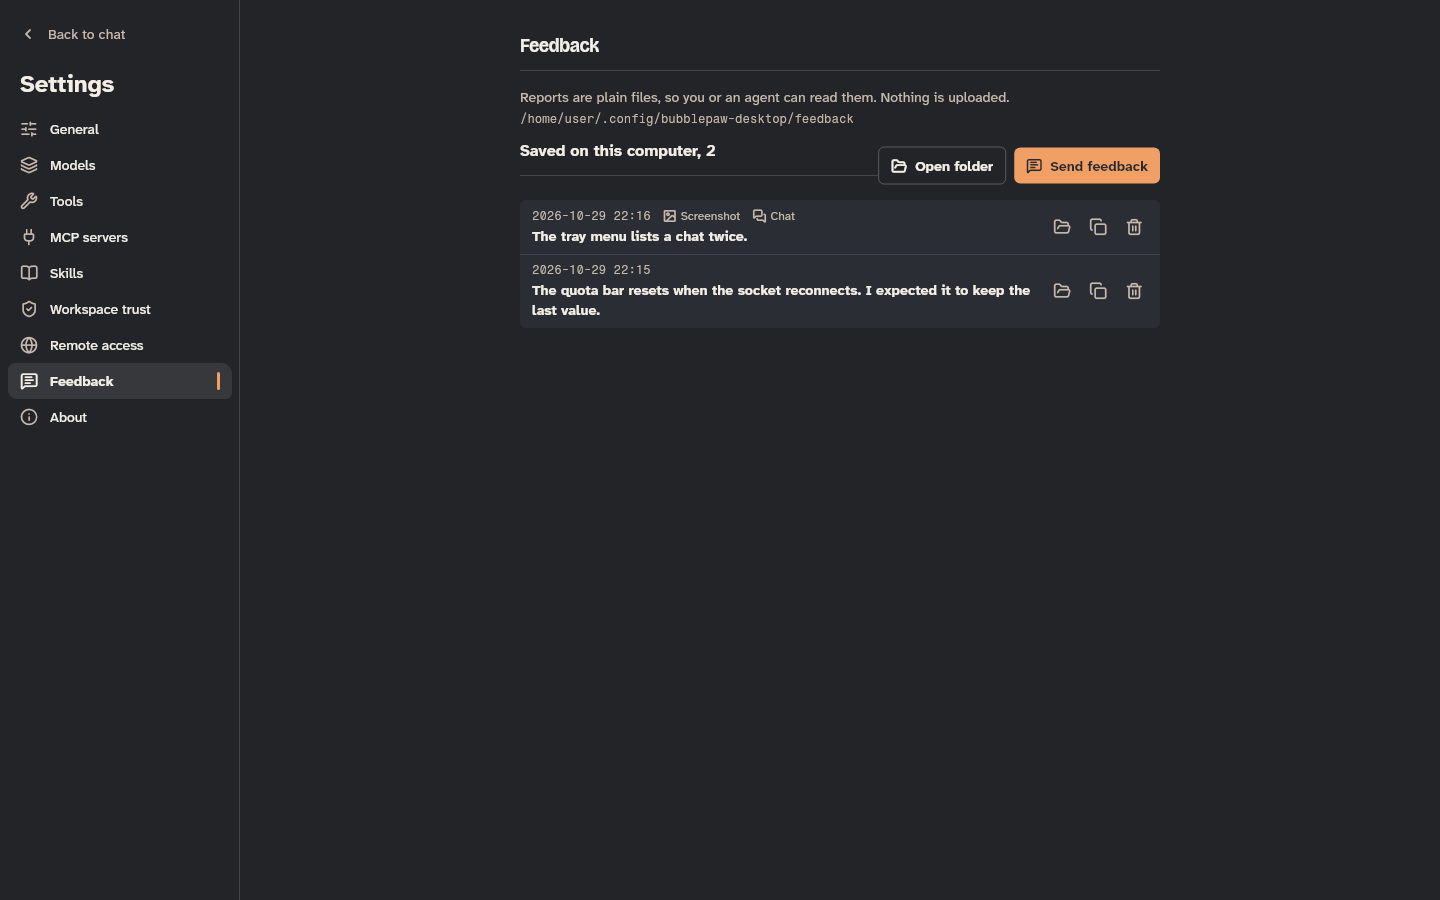 Back to chat
Settings
General
Models
Tools
MCP servers
Skills
Workspace trust
Remote access
Feedback
About
Feedback
Reports are plain files, so you or an agent can read them. Nothing is uploaded.
/home/user/.config/bubblepaw-desktop/feedback
Saved on this computer, 2
Open folder
Send feedback
2026-10-29 22:16 Screenshot Chat
The tray menu lists a chat twice.
2026-10-29 22:15
The quota bar resets when the socket reconnects. I expected it to keep the
last value.